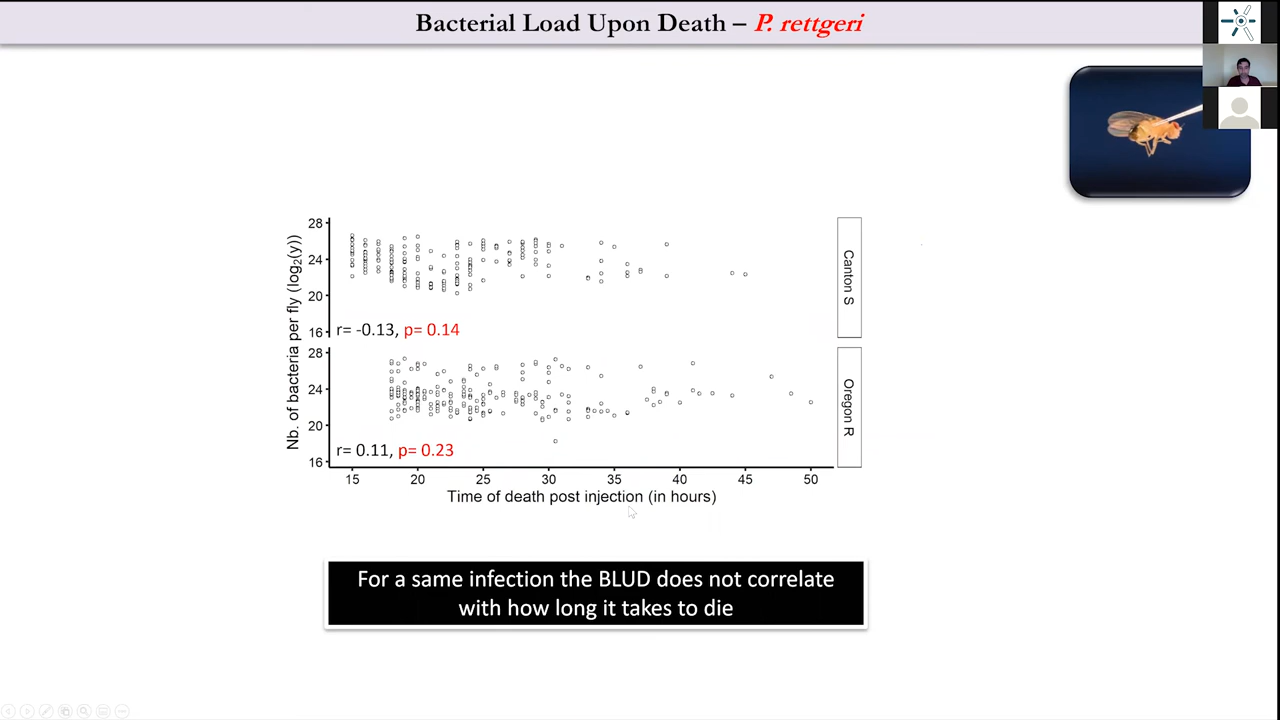 Bacterial Load Upon Death – P. rettgeri
28
24
20
16
r= -0.13, p= 0.14
Canton S
28
24
20
16
r= 0.11, p= 0.23
Oregon R
Nb. of bacteria per fly (log2(y))
15 20 25 30 35 40 45 50
Time of death post injection (in hours)
For a same infection the BLUD does not correlate
with how long it takes to die